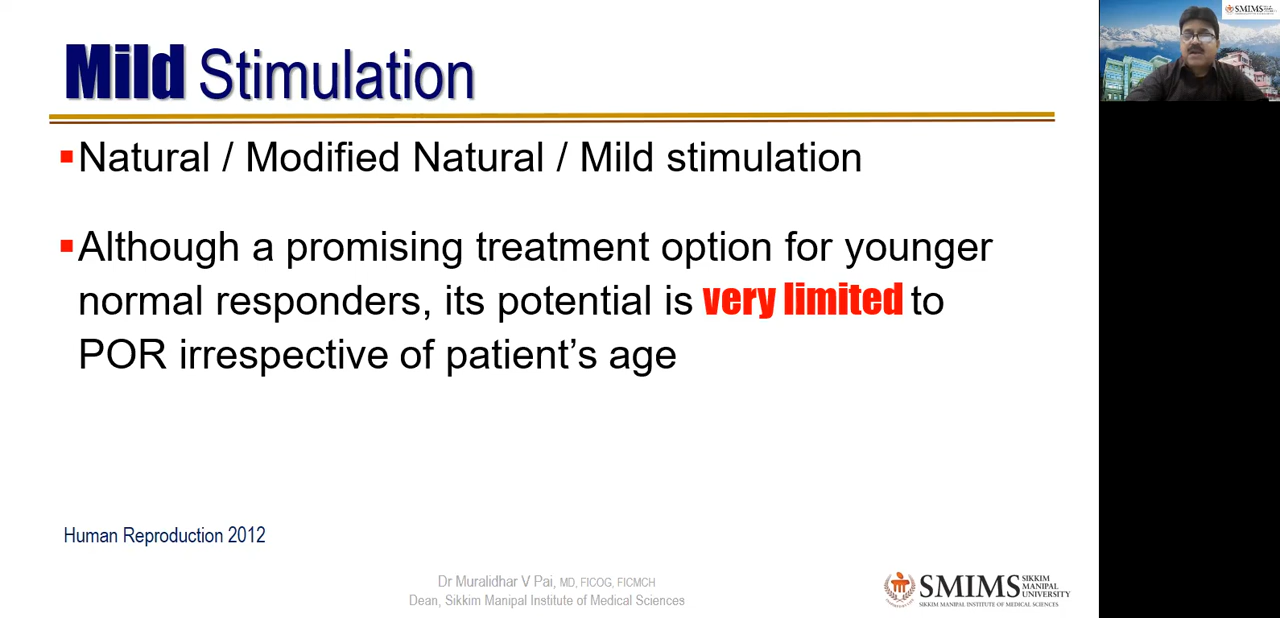 Mild Stimulation
Natural / Modified Natural / Mild stimulation
Although a promising treatment option for younger
normal responders, its potential is very limited to
POR irrespective of patient's age
Human Reproduction 2012
Dr Muralidhar V Pai, MD, FICOG, FICMCH
Dean, Sikkim Manipal Institute of Medical Sciences
SMIMS SIKKIM
MANIPAL
UNIVERSITY
SIKKIM MANIPAL INSTITUTE OF MEDICAL SCIENCES
SMIMS